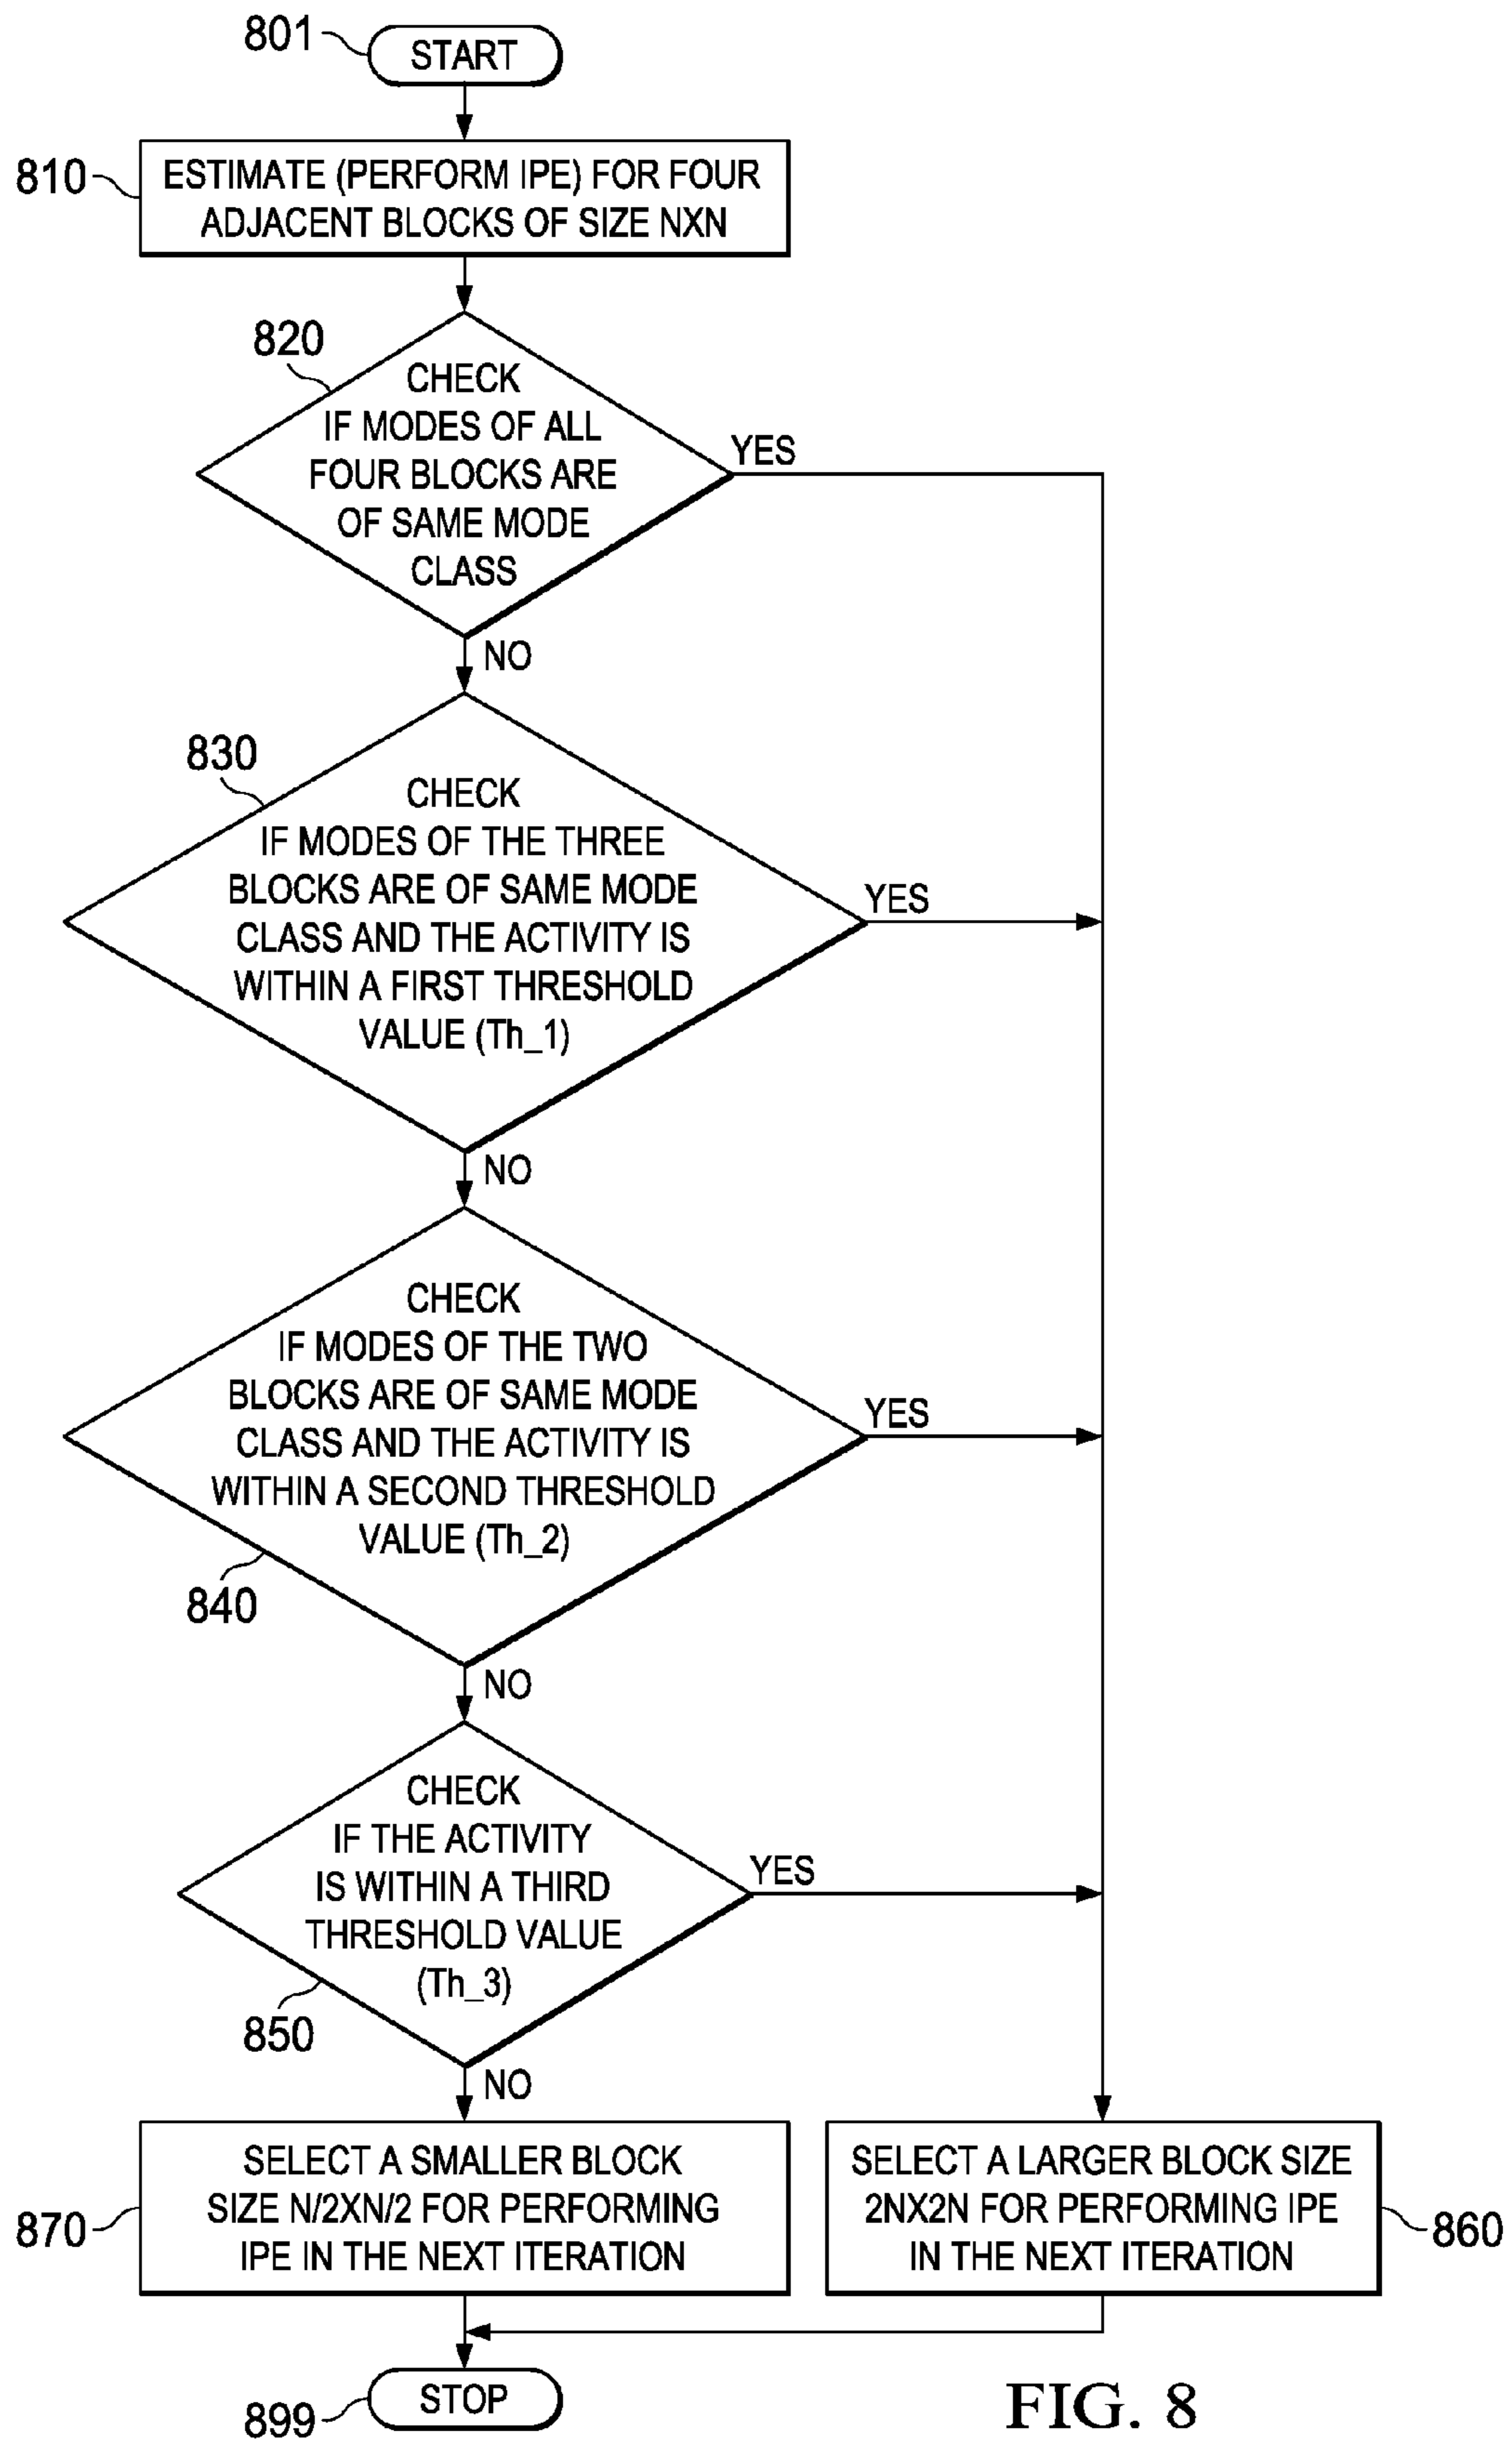 801
START
810
ESTIMATE (PERFORM IPE) FOR FOUR
ADJACENT BLOCKS OF SIZE NXN
820
CHECK
IF MODES OF ALL
FOUR BLOCKS ARE
OF SAME MODE
CLASS
YES
NO
830
CHECK
IF MODES OF THE THREE
BLOCKS ARE OF SAME MODE
CLASS AND THE ACTIVITY IS
WITHIN A FIRST THRESHOLD
VALUE (Th_1)
YES
NO
CHECK
IF MODES OF THE TWO
BLOCKS ARE OF SAME MODE
CLASS AND THE ACTIVITY IS
WITHIN A SECOND THRESHOLD
VALUE (Th_2)
YES
840
NO
CHECK
IF THE ACTIVITY
IS WITHIN A THIRD
THRESHOLD VALUE
(Th_3)
YES
850
NO
870
SELECT A SMALLER BLOCK
SIZE N/2XN/2 FOR PERFORMING
IPE IN THE NEXT ITERATION
SELECT A LARGER BLOCK SIZE
2NX2N FOR PERFORMING IPE
IN THE NEXT ITERATION
860
899
STOP
FIG. 8